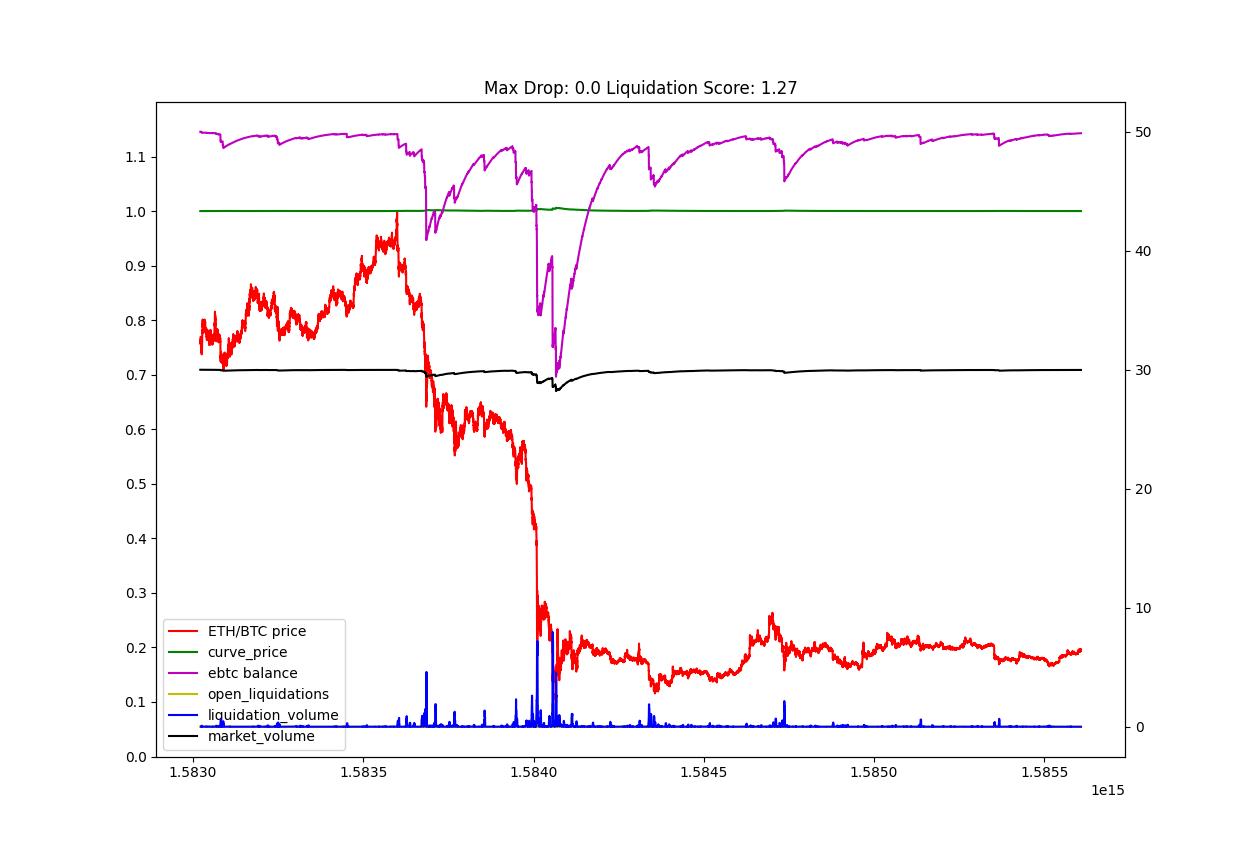 Max Drop: 0.0 Liquidation Score: 1.27
1.1
1.0
0.9
0.8
0.7
0.6
0.5
0.4
0.3
0.2
0.1
0.0
50
40
30
20
10
0
ETH/BTC price
curve_price
ebtc balance
open_liquidations
liquidation_volume
market_volume
1.5830 1.5835 1.5840 1.5845 1.5850 1.5855
1e15